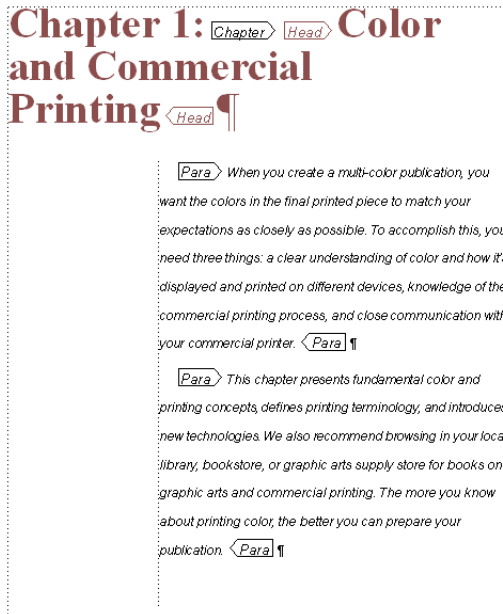 Chapter 1: Chapter Head Color
and Commercial
Printing Head ¶
Para When you create a multi-color publication, you
want the colors in the final printed piece to match your
expectations as closely as possible. To accomplish this, you
need three things: a clear understanding of color and how it's
displayed and printed on different devices, knowledge of the
commercial printing process, and close communication with
your commercial printer. Para ¶
Para This chapter presents fundamental color and
printing concepts, defines printing terminology, and introduces
new technologies. We also recommend browsing in your loca
library, bookstore, or graphic arts supply store for books on
graphic arts and commercial printing. The more you know
about printing color, the better you can prepare your
publication. Para ¶